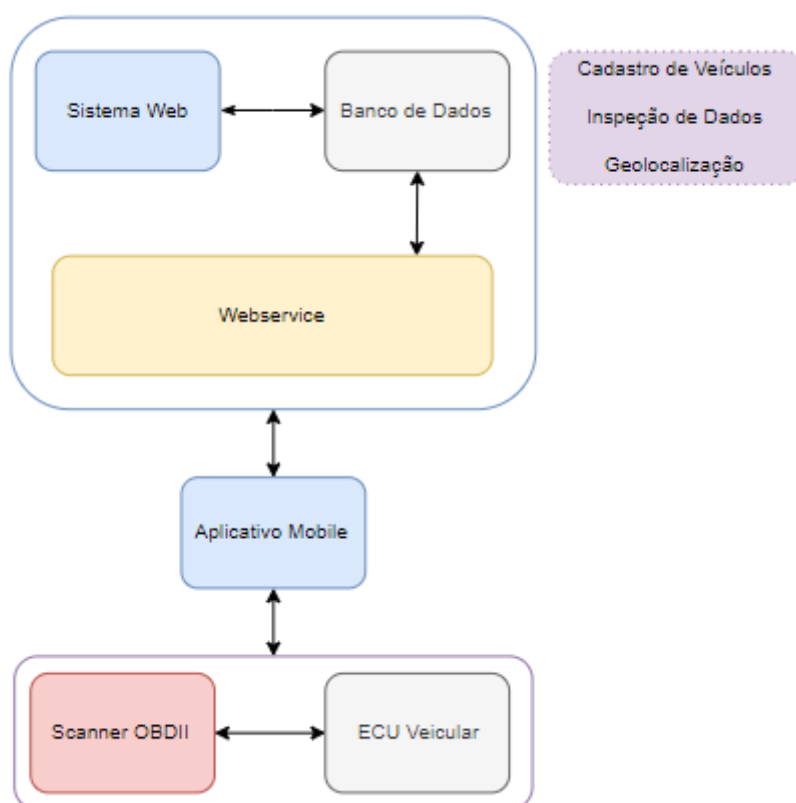 Sistema Web
Banco de Dados
Cadastro de Veículos
Inspeção de Dados
Geolocalização
Webservice
Aplicativo Mobile
Scanner OBDII
ECU Veicular